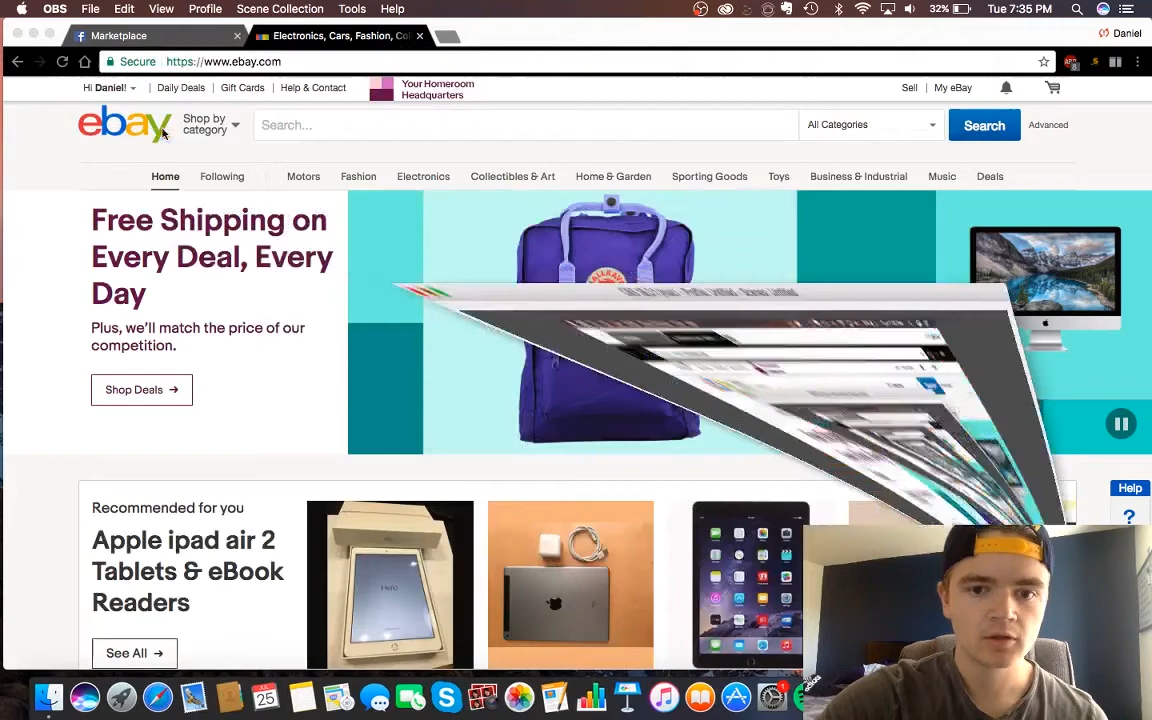 OBS File Edit View Profile Scene Collection Tools Help
32% Tue 7:35 PM
Marketplace
Electronics, Cars, Fashion, Co
Daniel
Secure https://www.ebay.com
Hi Daniel! Daily Deals Gift Cards Help & Contact
Your Homeroom
Headquarters
Sell My eBay
ebay
Shop by
category
Search...
All Categories
Search
Advanced
Home Following Motors Fashion Electronics Collectibles & Art Home & Garden Sporting Goods Toys Business & Industrial Music Deals
Free Shipping on
Every Deal, Every
Day
Plus, we'll match the price of our
competition.
Shop Deals →
Help
?
Recommended for you
Apple ipad air 2
Tablets & eBook
Readers
See All →
Hello
25
1